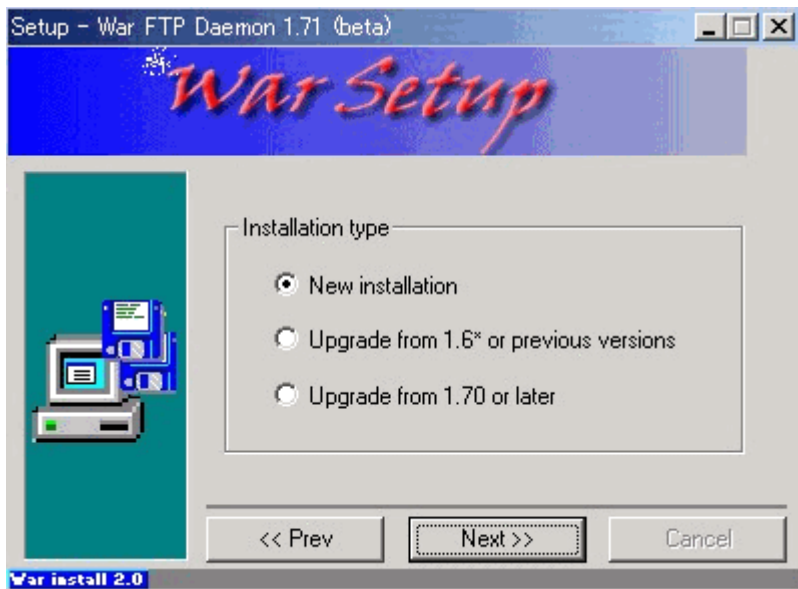 Setup - War FTP Daemon 1.71 (beta)
War Setup
Installation type
New installation
Upgrade from 1.6* or previous versions
Upgrade from 1.70 or later
<< Prev
Next >>
Cancel
War install 2.0